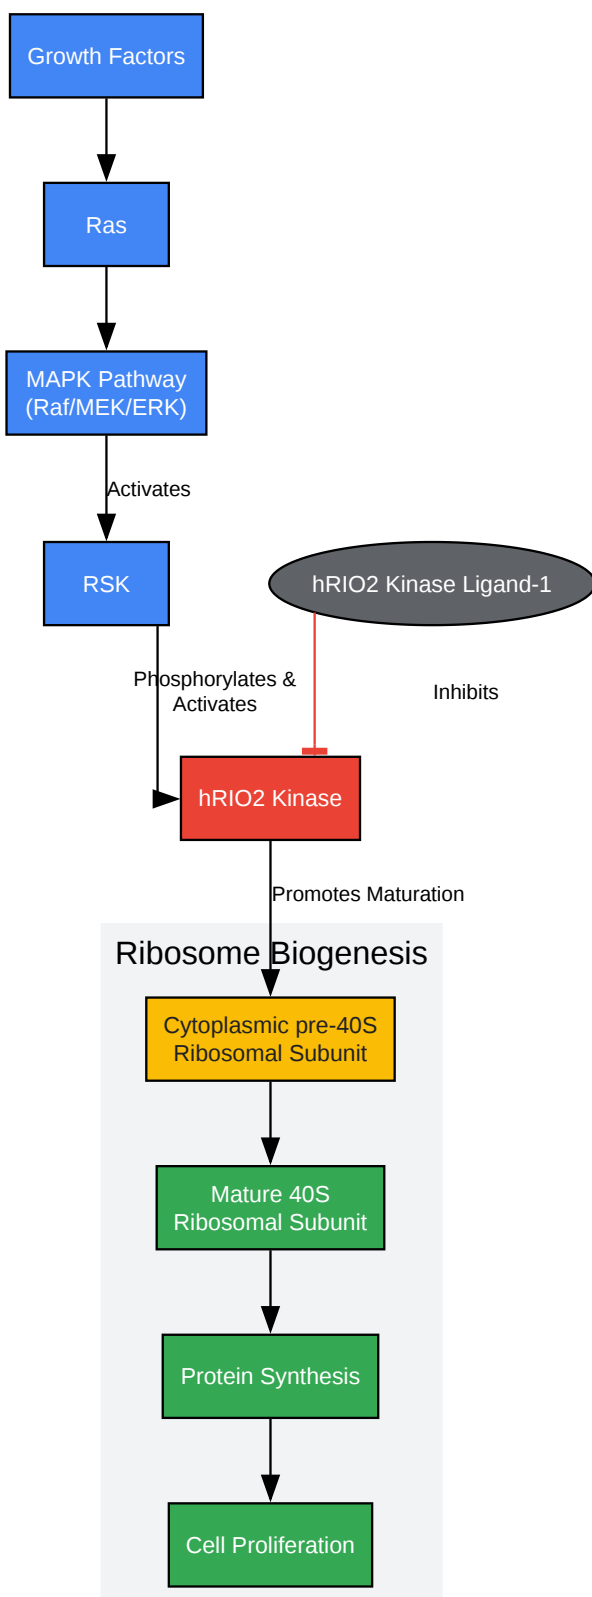 Growth Factors
Ras
MAPK Pathway
(Raf/MEK/ERK)
Activates
RSK
hRIO2 Kinase Ligand-1
Phosphorylates &
Activates
Inhibits
hRIO2 Kinase
Promotes Maturation
Ribosome Biogenesis
Cytoplasmic pre-40S
Ribosomal Subunit
Mature 40S
Ribosomal Subunit
Protein Synthesis
Cell Proliferation